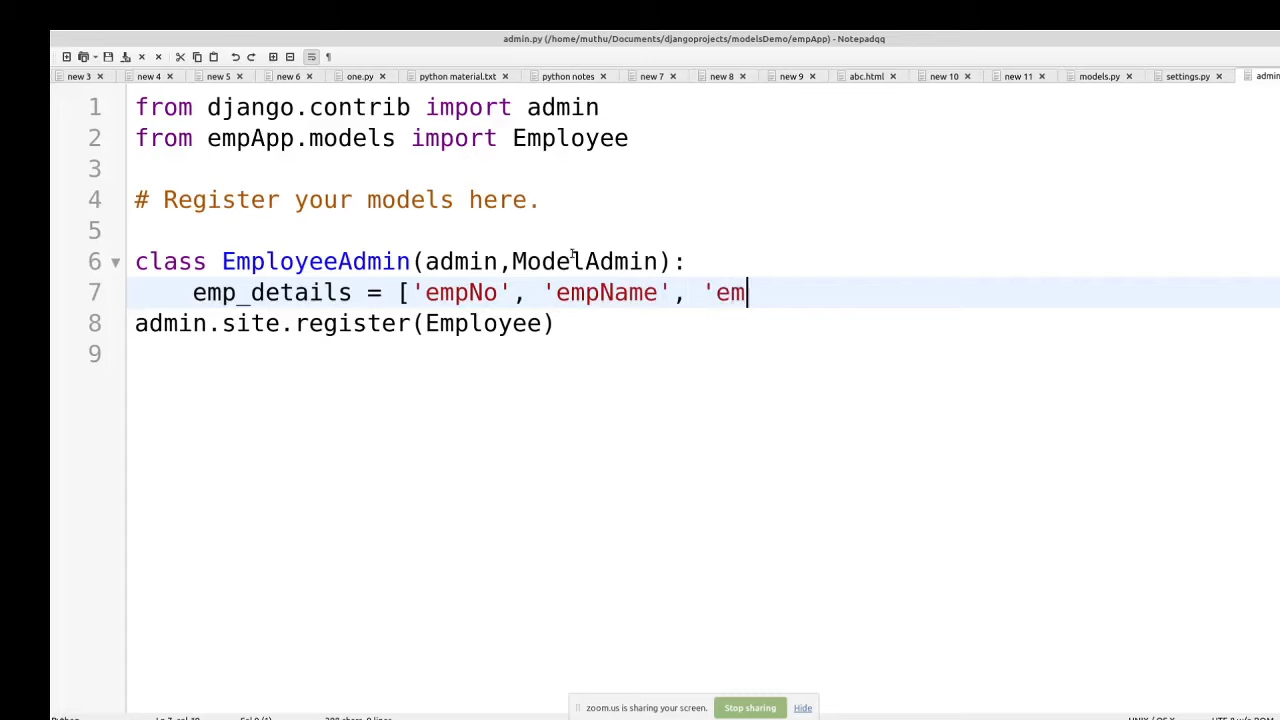 admin.py (/home/muthu/Documents/djangoprojects/modelsDemo/empApp) - Notepadqq
new 3 new 4 new 5 new 6 one.py python material.txt python notes new 7 new 8 new 9 abc.html new 10 new 11 models.py settings.py admin
1 from django.contrib import admin
2 from empApp.models import Employee
3
4 # Register your models here.
5
6 class EmployeeAdmin(admin,ModelAdmin):
7 emp_details = ['empNo', 'empName', 'em
8 admin.site.register(Employee)
9
zoom.us is sharing your screen. Stop sharing Hide